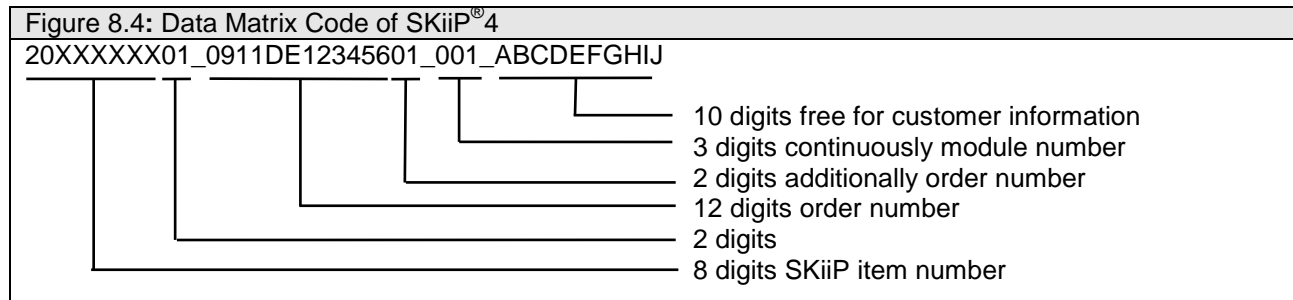 Figure 8.4: Data Matrix Code of SKiiP®4
20XXXXXX01_0911DE12345601_001_ABCDEFGHIJ
10 digits free for customer information
3 digits continuously module number
2 digits additionally order number
12 digits order number
2 digits
8 digits SKiiP item number